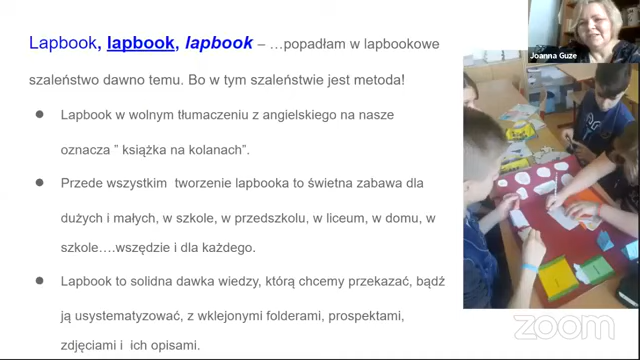 Lapbook, lapbook, lapbook – …popadłam w lapbookowe
szaleństwo dawno temu. Bo w tym szaleństwie jest metoda!
● Lapbook w wolnym tłumaczeniu z angielskiego na nasze
oznacza ” książka na kolanach”.
● Przede wszystkim tworzenie lapbooka to świetna zabawa dla
dużych i małych, w szkole, w przedszkolu, w liceum, w domu, w
szkole….wszędzie i dla każdego.
● Lapbook to solidna dawka wiedzy, którą chcemy przekazać, bądź
ją usystematyzować, z wklejonymi folderami, prospektami,
zdjęciami i ich opisami.
Joanna Guze
zoom